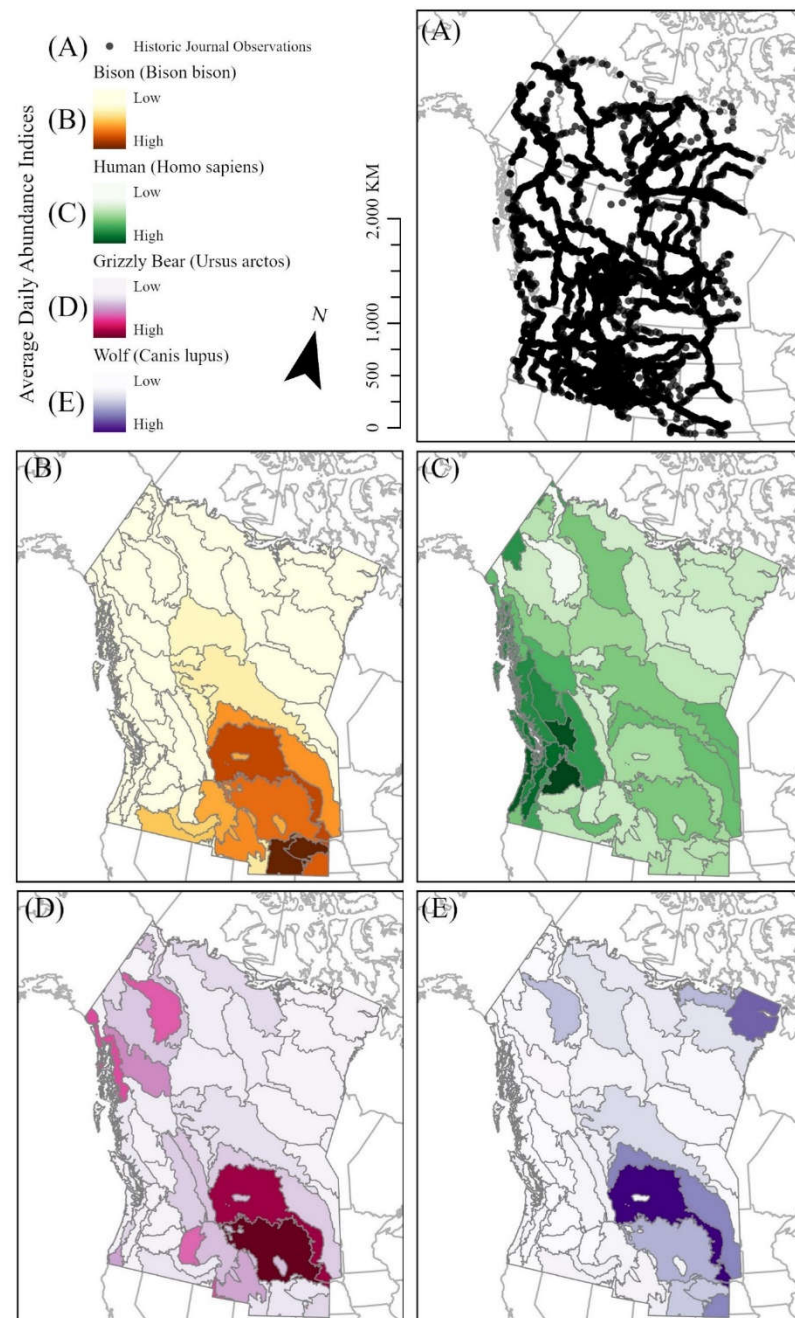 (A) Historic Journal Observations
Average Daily Abundance Indices
Bison (Bison bison)
(B)
Low
High
Human (Homo sapiens)
(C)
Low
High
Grizzly Bear (Ursus arctos)
(D)
Low
High
Wolf (Canis lupus)
(E)
Low
High
N
2,000 KM
1,000
500
0
(A)
(B)
(C)
(D)
(E)